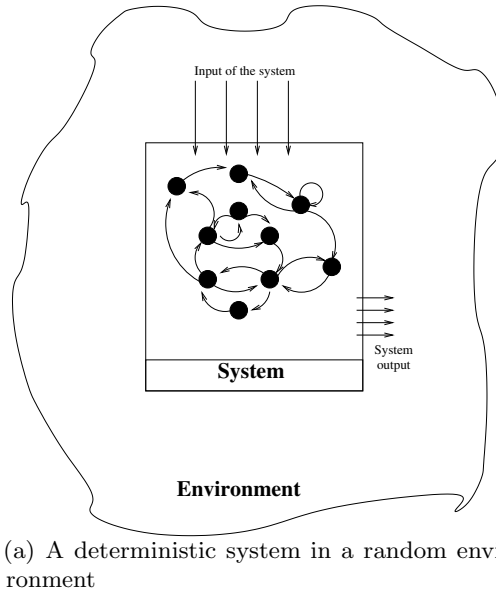 Input of the system
System
output
System
Environment
(a) A deterministic system in a random envi
ronment